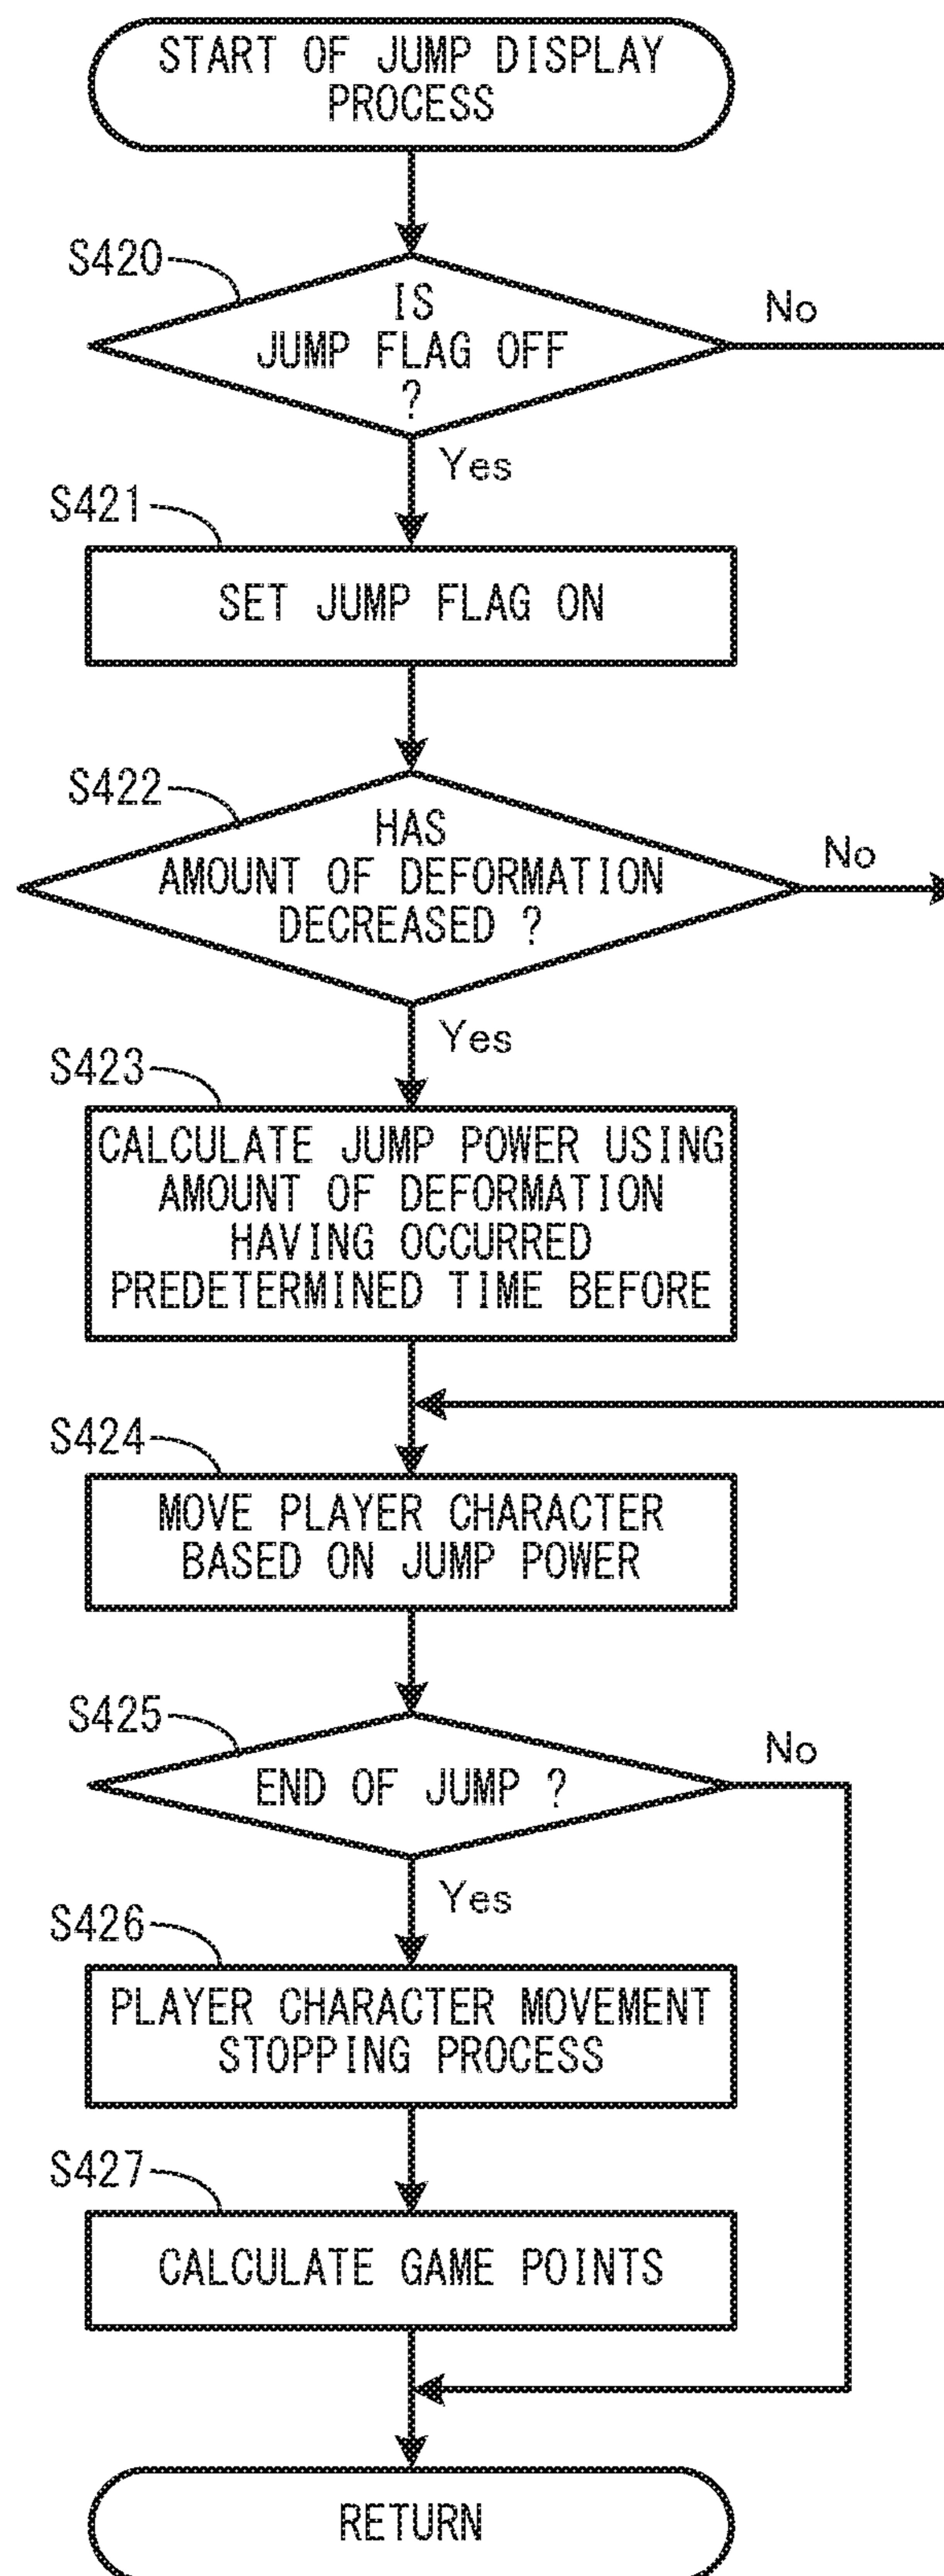 START OF JUMP DISPLAY
PROCESS
S420
IS
JUMP FLAG OFF
?
No
Yes
S421
SET JUMP FLAG ON
S422
HAS
AMOUNT OF DEFORMATION
DECREASED ?
No
Yes
S423
CALCULATE JUMP POWER USING
AMOUNT OF DEFORMATION
HAVING OCCURRED
PREDETERMINED TIME BEFORE
S424
MOVE PLAYER CHARACTER
BASED ON JUMP POWER
S425
END OF JUMP ?
No
Yes
S426
PLAYER CHARACTER MOVEMENT
STOPPING PROCESS
S427
CALCULATE GAME POINTS
RETURN